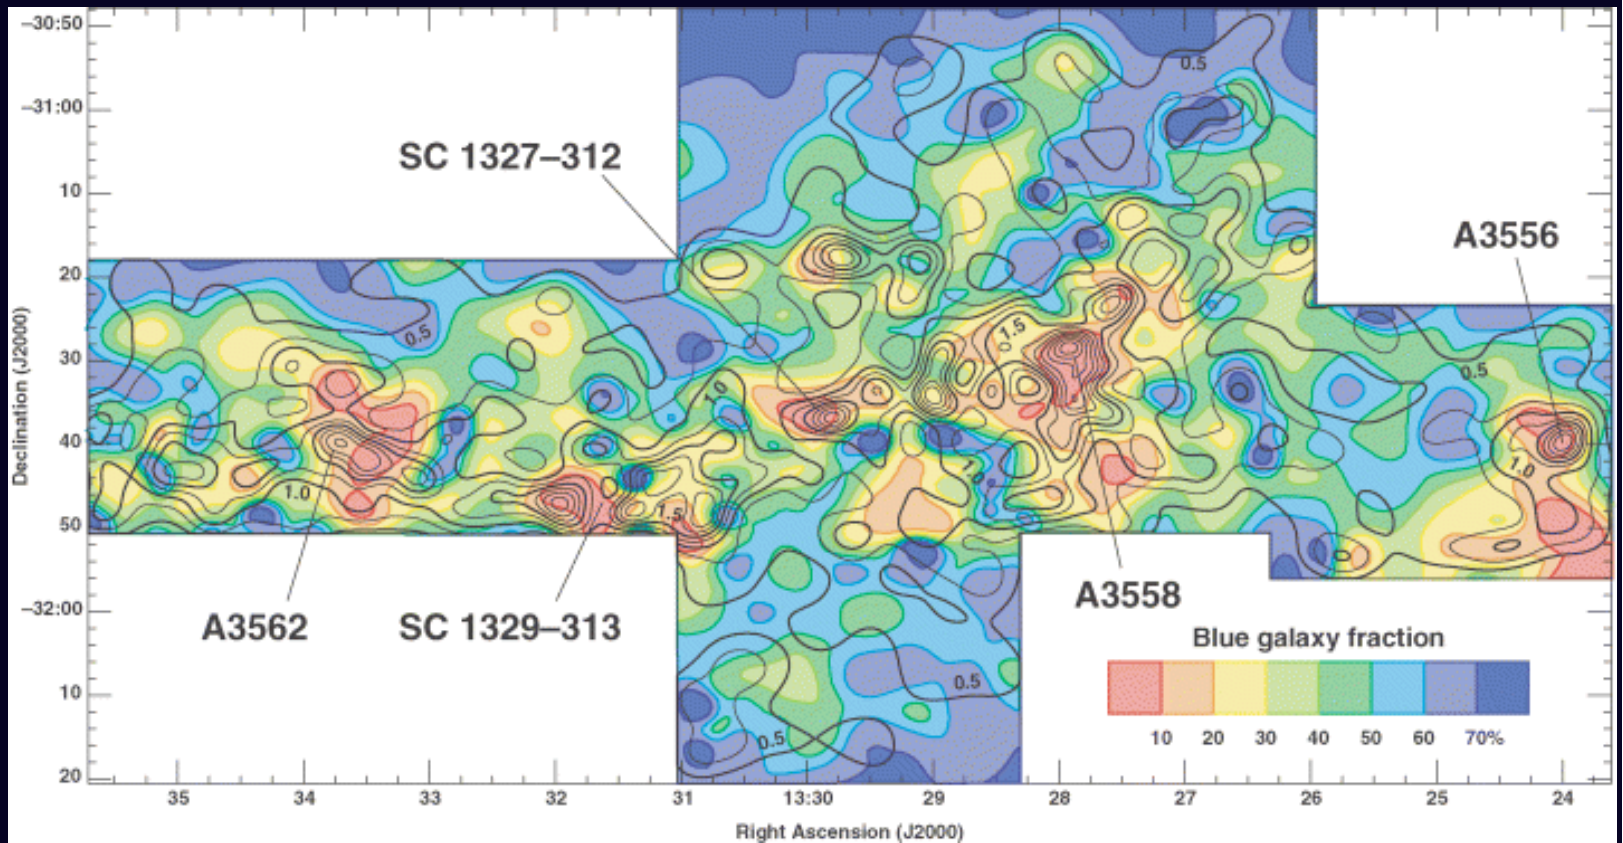 −30:50
0.5
−31:00
SC 1327−312
10
A3556
20
0.5
1.5
30
1.0
0.5
40
1.0
1.0
1.5
1
50
A3558
−32:00
A3562
SC 1329−313
Blue galaxy fraction
10
0.5
10 20 30 40 50 60 70%
0.5
20
35 34 33 32 31 13:30 29 28 27 26 25 24
Right Ascension (J2000)
Declination (J2000)